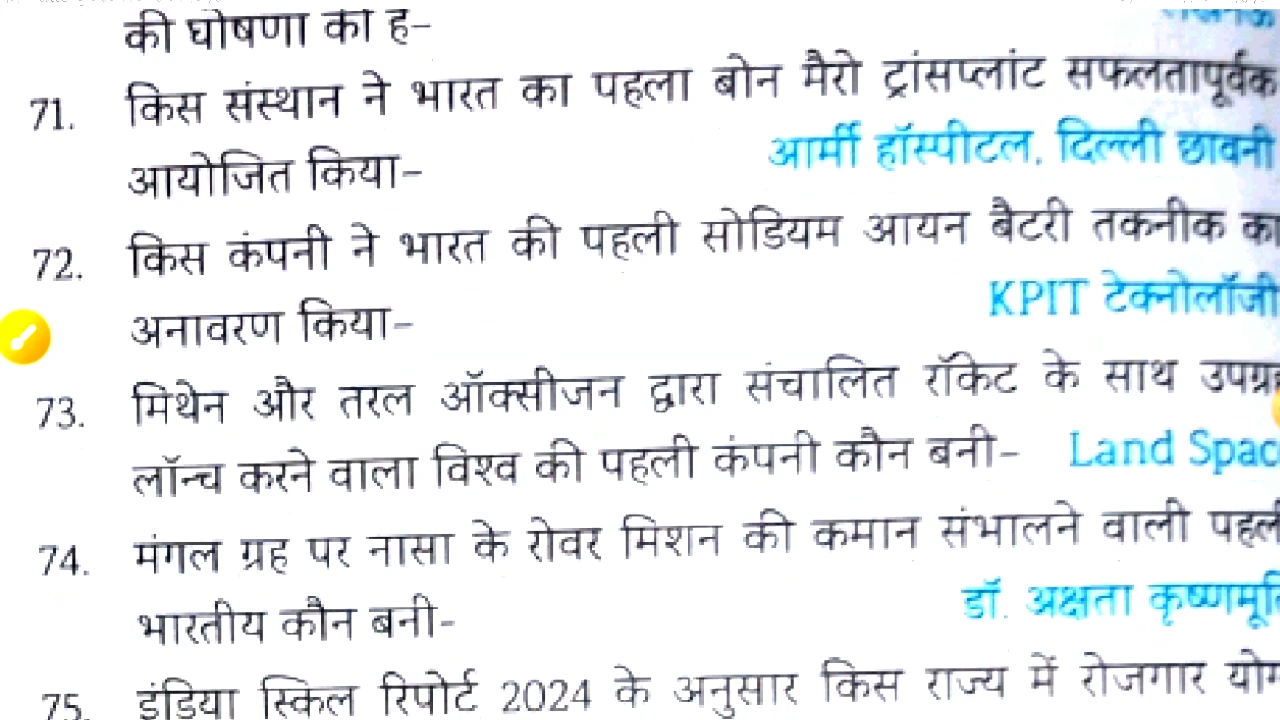 की घोषणा की है-
71. किस संस्थान ने भारत का पहला बोन मैरो ट्रांसप्लांट सफलतापूर्वक
आयोजित किया- आर्मी हॉस्पीटल, दिल्ली छावनी
72. किस कंपनी ने भारत की पहली सोडियम आयन बैटरी तकनीक का
अनावरण किया- KPIT टेक्नोलॉजी
73. मिथेन और तरल ऑक्सीजन द्वारा संचालित रॉकेट के साथ उपग्रह
लॉन्च करने वाला विश्व की पहली कंपनी कौन बनी- Land Spac
74. मंगल ग्रह पर नासा के रोवर मिशन की कमान संभालने वाली पहली
भारतीय कौन बनी- डॉ. अक्षता कृष्णमूर्ति
75. इंडिया स्किल रिपोर्ट 2024 के अनुसार किस राज्य में रोजगार योग